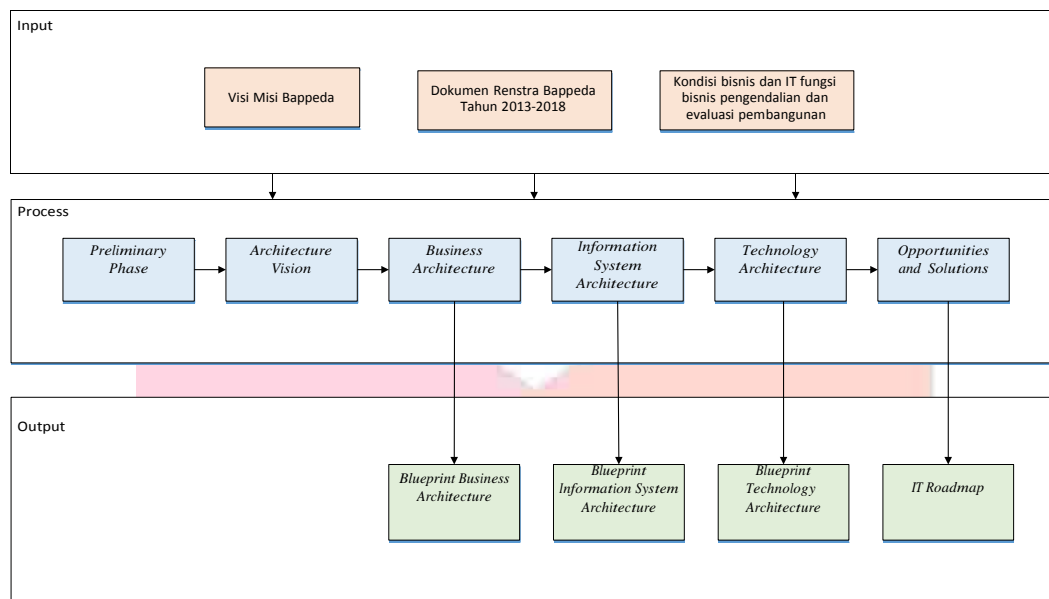 Input
Visi Misi Bappeda
Dokumen Renstra Bappeda
Tahun 2013-2018
Kondisi bisnis dan IT fungsi
bisnis pengendalian dan
evaluasi pembangunan
Process
Preliminary
Phase
Architecture
Vision
Business
Architecture
Information
System
Architecture
Technology
Architecture
Opportunities
and Solutions
Output
Blueprint Business
Architecture
Blueprint
Information System
Architecture
Blueprint
Technology
Architecture
IT Roadmap